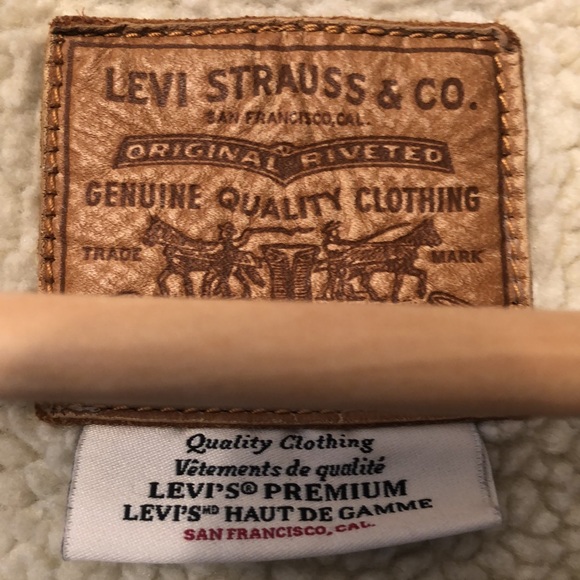 LEVI STRAUSS & CO.
SAN FRANCISCO, CAL.
ORIGINAL RIVETED
GENUINE QUALITY CLOTHING
TRADE MARK
Quality Clothing
Vêtements de qualité
LEVI'S® PREMIUM
LEVI'S ᴹᴰ HAUT DE GAMME
SAN FRANCISCO, CAL.